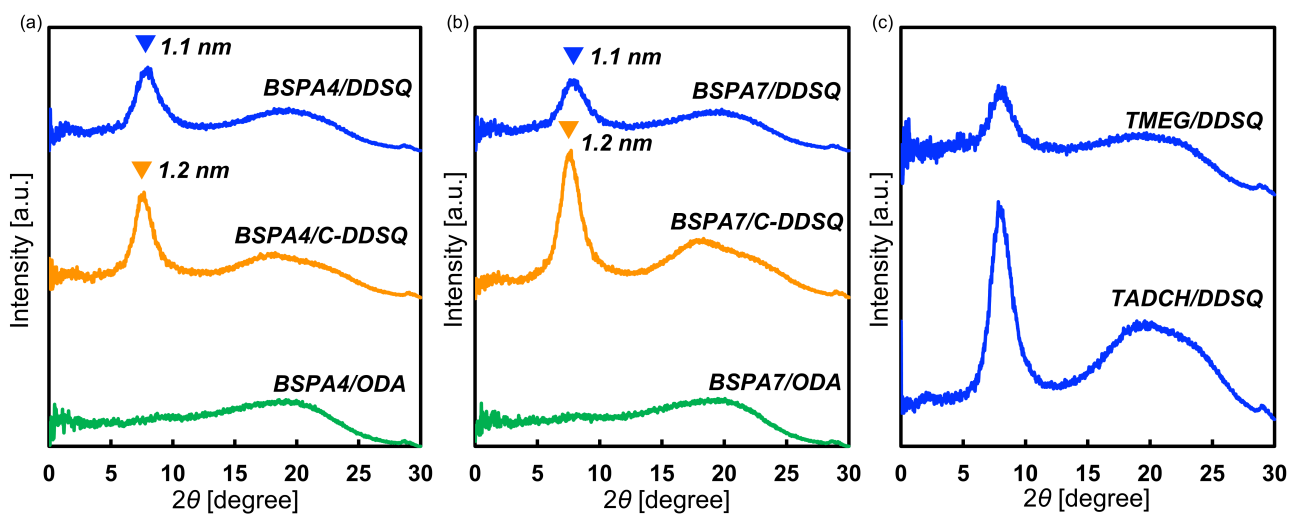 (a)
1.1 nm
BSPA4/DDSQ
1.2 nm
BSPA4/C-DDSQ
BSPA4/ODA
Intensity [a.u.]
0 5 10 15 20 25 30
2θ [degree]
(b)
1.1 nm
BSPA7/DDSQ
1.2 nm
BSPA7/C-DDSQ
BSPA7/ODA
Intensity [a.u.]
0 5 10 15 20 25 30
2θ [degree]
(c)
TMEG/DDSQ
TADCH/DDSQ
Intensity [a.u.]
0 5 10 15 20 25 30
2θ [degree]